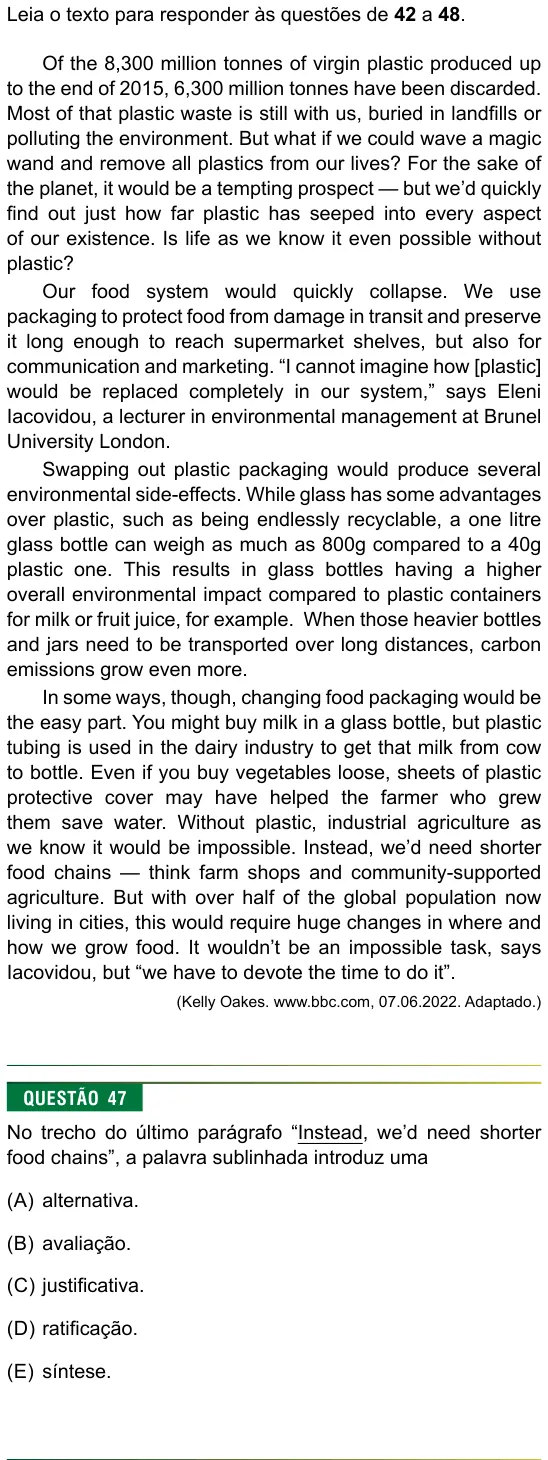 Leia o texto para responder às questões de 42 a 48.
Of the 8,300 million tonnes of virgin plastic produced up
to the end of 2015, 6,300 million tonnes have been discarded.
Most of that plastic waste is still with us, buried in landfills or
polluting the environment. But what if we could wave a magic
wand and remove all plastics from our lives? For the sake of
the planet, it would be a tempting prospect — but we’d quickly
find out just how far plastic has seeped into every aspect
of our existence. Is life as we know it even possible without
plastic?
Our food system would quickly collapse. We use
packaging to protect food from damage in transit and preserve
it long enough to reach supermarket shelves, but also for
communication and marketing. “I cannot imagine how [plastic]
would be replaced completely in our system,” says Eleni
Iacovidou, a lecturer in environmental management at Brunel
University London.
Swapping out plastic packaging would produce several
environmental side-effects. While glass has some advantages
over plastic, such as being endlessly recyclable, a one litre
glass bottle can weigh as much as 800g compared to a 40g
plastic one. This results in glass bottles having a higher
overall environmental impact compared to plastic containers
for milk or fruit juice, for example. When those heavier bottles
and jars need to be transported over long distances, carbon
emissions grow even more.
In some ways, though, changing food packaging would be
the easy part. You might buy milk in a glass bottle, but plastic
tubing is used in the dairy industry to get that milk from cow
to bottle. Even if you buy vegetables loose, sheets of plastic
protective cover may have helped the farmer who grew
them save water. Without plastic, industrial agriculture as
we know it would be impossible. Instead, we’d need shorter
food chains — think farm shops and community-supported
agriculture. But with over half of the global population now
living in cities, this would require huge changes in where and
how we grow food. It wouldn’t be an impossible task, says
Iacovidou, but “we have to devote the time to do it”.
(Kelly Oakes. www.bbc.com, 07.06.2022. Adaptado.)
QUESTÃO 47
No trecho do último parágrafo “Instead, we’d need shorter
food chains”, a palavra sublinhada introduz uma
(A) alternativa.
(B) avaliação.
(C) justificativa.
(D) ratificação.
(E) síntese.